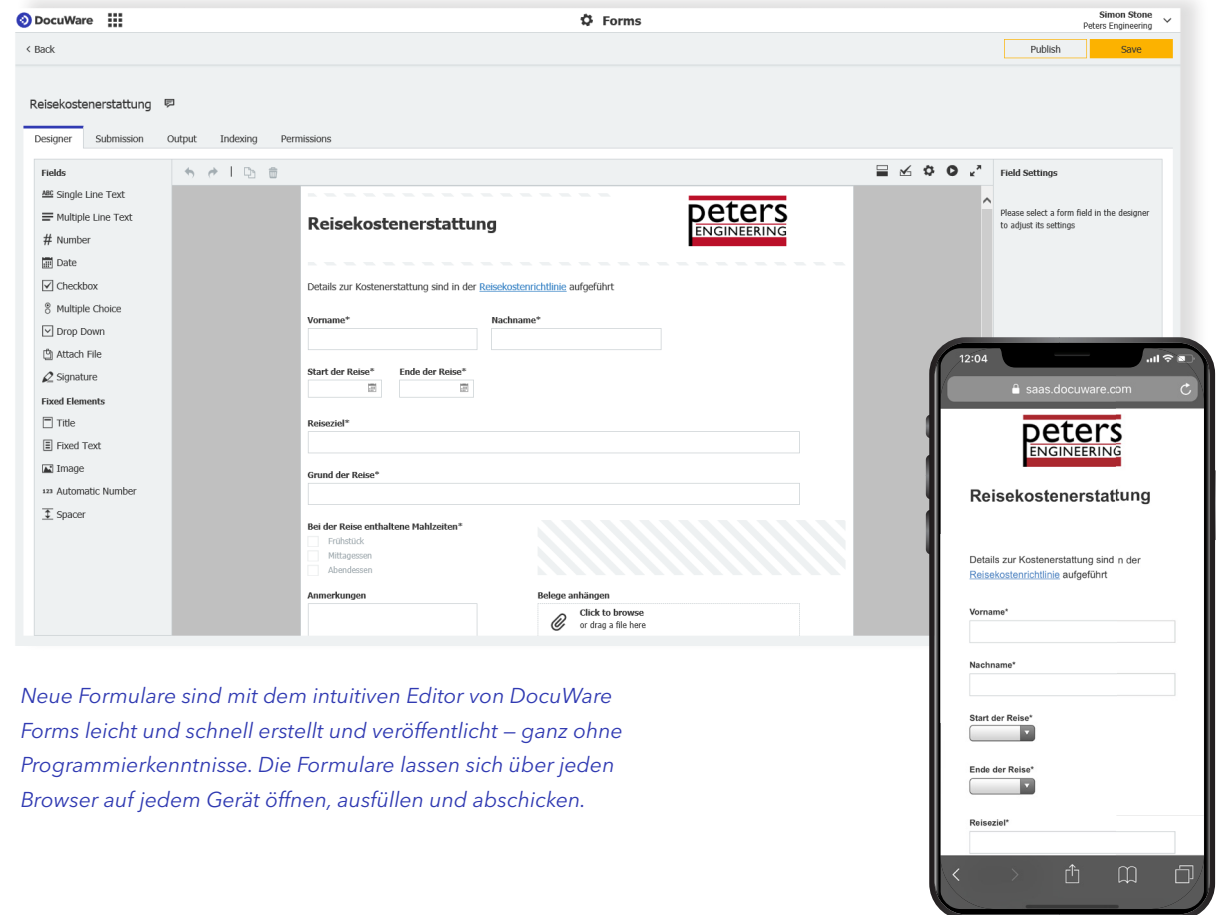 DocuWare
Forms
Simon Stone
Peters Engineering
< Back
Publish
Save
Reisekostenerstattung
Designer Submission Output Indexing Permissions
Fields
ABC Single Line Text
Multiple Line Text
# Number
Date
Checkbox
Multiple Choice
Drop Down
Attach File
Signature
Fixed Elements
Title
Fixed Text
Image
123 Automatic Number
Spacer
Reisekostenerstattung
peters
ENGINEERING
Details zur Kostenerstattung sind in der Reisekostenrichtlinie aufgeführt
Vorname* Nachname*
Start der Reise* Ende der Reise*
Reiseziel*
Grund der Reise*
Bei der Reise enthaltene Mahlzeiten*
Frühstück
Mittagessen
Abendessen
Anmerkungen Belege anhängen
Click to browse
or drag a file here
Field Settings
Please select a form field in the designer
to adjust its settings
12:04
saas.docuware.com
peters
ENGINEERING
Reisekostenerstattung
Details zur Kostenerstattung sind n der
Reisekostenrichtlinie aufgeführt
Vorname*
Nachname*
Start der Reise*
Ende der Reise*
Reiseziel*
Neue Formulare sind mit dem intuitiven Editor von DocuWare
Forms leicht und schnell erstellt und veröffentlicht – ganz ohne
Programmierkenntnisse. Die Formulare lassen sich über jeden
Browser auf jedem Gerät öffnen, ausfüllen und abschicken.